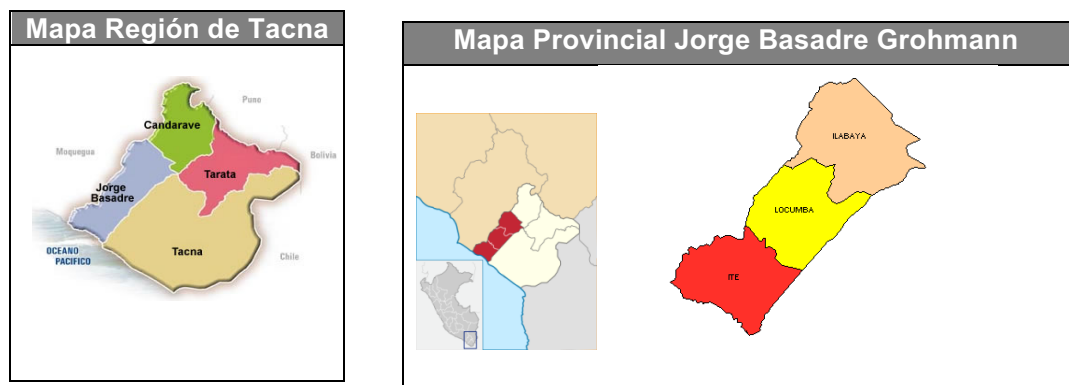 Mapa Región de Tacna
Puno
Candarave
Moquegua
Bolivia
Tarata
Jorge
Basadre
OCEANO
PACIFICO
Tacna
Chile
Mapa Provincial Jorge Basadre Grohmann
ILABAYA
LOCUMBA
ITE